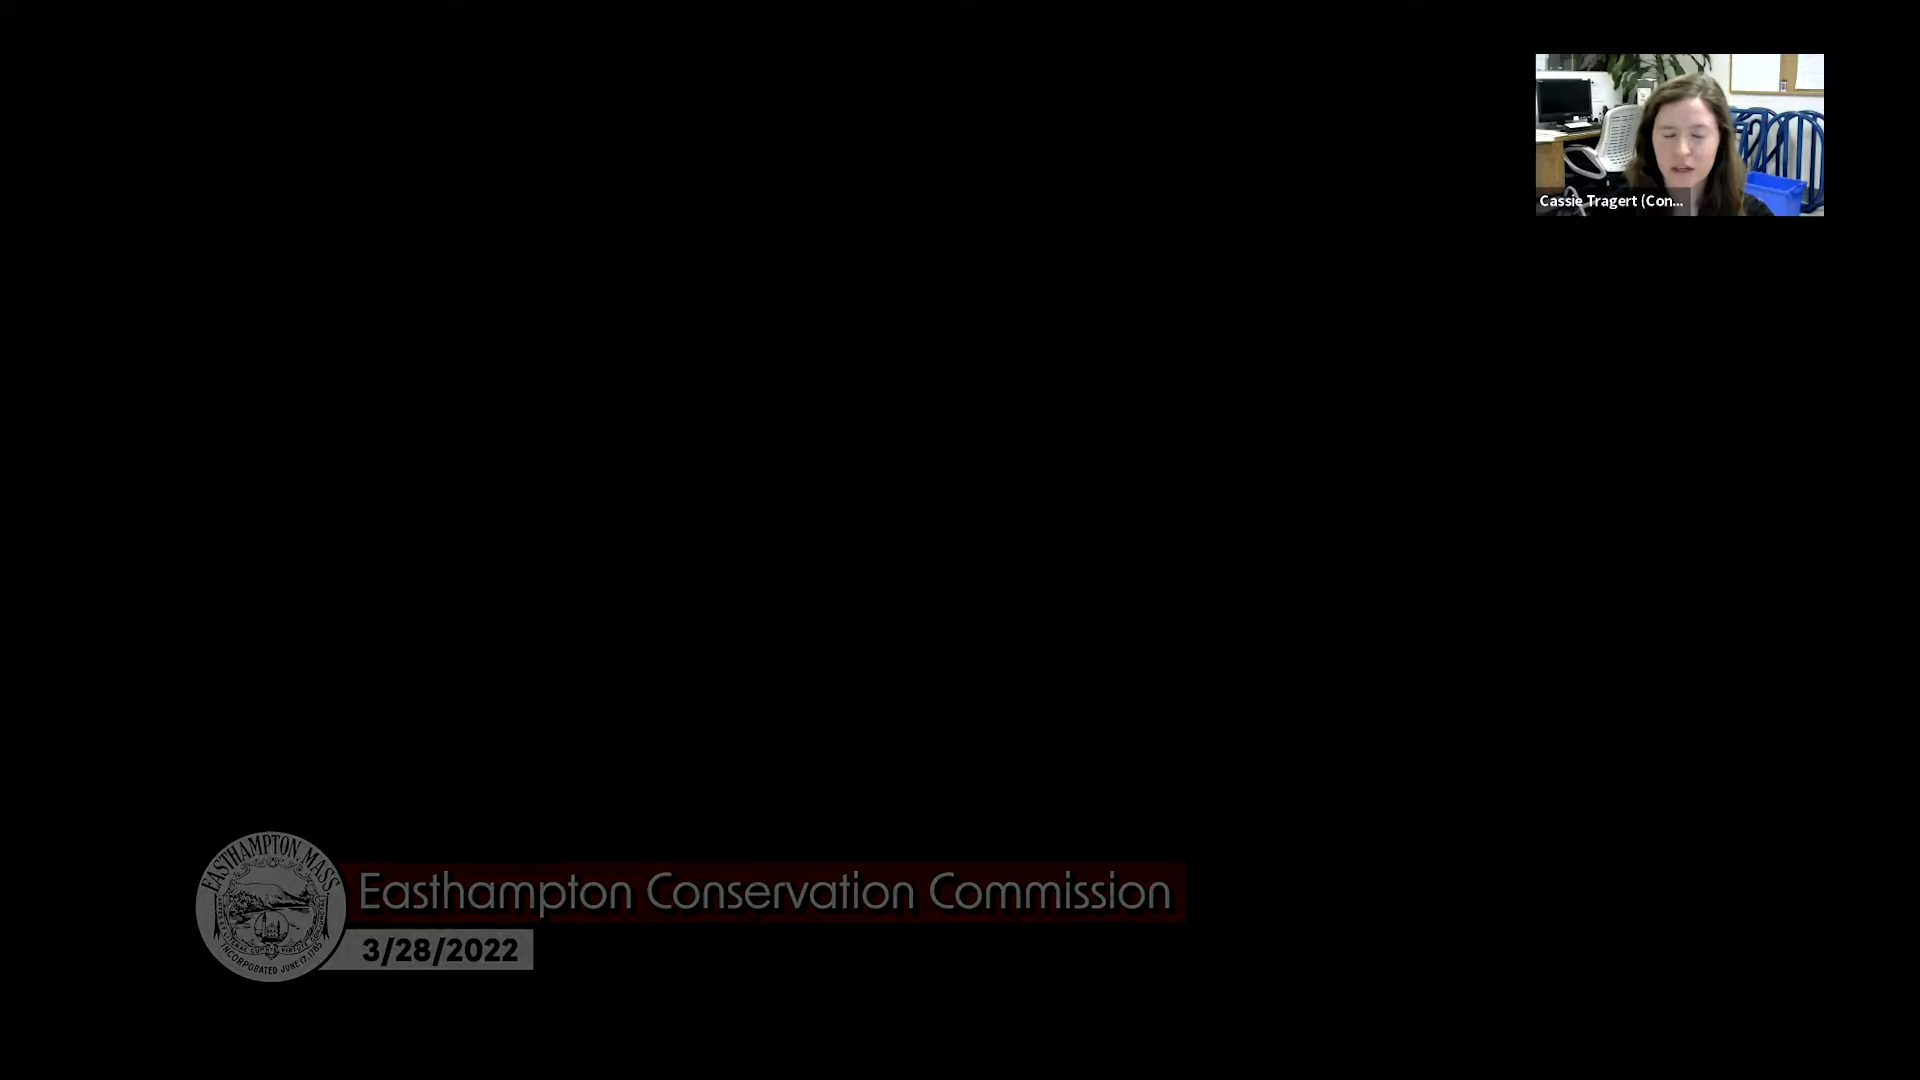 Cassie Tragert (Con...
EASTHAMPTON, MASS.
Easthampton Conservation Commission
3/28/2022
INCORPORATED JUNE 17, 1785